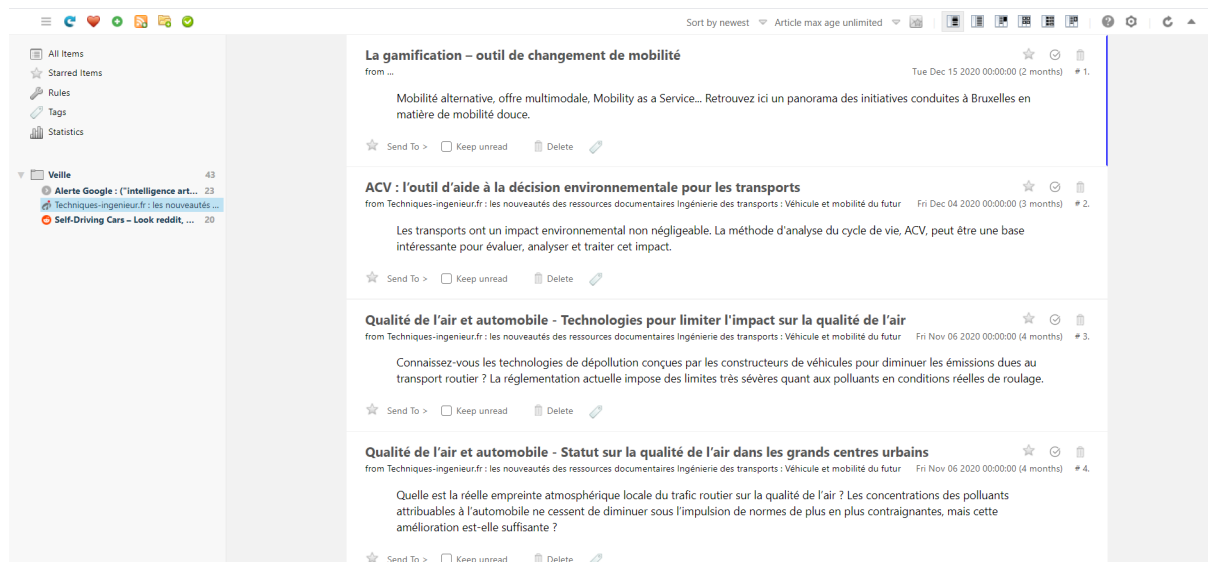 Sort by newest Article max age unlimited
All Items
Starred Items
Rules
Tags
Statistics
Veille 43
Alerte Google : ("intelligence art... 23
Techniques-ingenieur.fr : les nouveautés ...
Self-Driving Cars – Look reddit, ... 20
La gamification – outil de changement de mobilité
from ... Tue Dec 15 2020 00:00:00 (2 months) # 1.
Mobilité alternative, offre multimodale, Mobility as a Service... Retrouvez ici un panorama des initiatives conduites à Bruxelles en
matière de mobilité douce.
Send To > Keep unread Delete
ACV : l’outil d’aide à la décision environnementale pour les transports
from Techniques-ingenieur.fr : les nouveautés des ressources documentaires Ingénierie des transports : Véhicule et mobilité du futur Fri Dec 04 2020 00:00:00 (3 months) # 2.
Les transports ont un impact environnemental non négligeable. La méthode d'analyse du cycle de vie, ACV, peut être une base
intéressante pour évaluer, analyser et traiter cet impact.
Send To > Keep unread Delete
Qualité de l’air et automobile - Technologies pour limiter l'impact sur la qualité de l’air
from Techniques-ingenieur.fr : les nouveautés des ressources documentaires Ingénierie des transports : Véhicule et mobilité du futur Fri Nov 06 2020 00:00:00 (4 months) # 3.
Connaissez-vous les technologies de dépollution conçues par les constructeurs de véhicules pour diminuer les émissions dues au
transport routier ? La réglementation actuelle impose des limites très sévères quant aux polluants en conditions réelles de roulage.
Send To > Keep unread Delete
Qualité de l’air et automobile - Statut sur la qualité de l’air dans les grands centres urbains
from Techniques-ingenieur.fr : les nouveautés des ressources documentaires Ingénierie des transports : Véhicule et mobilité du futur Fri Nov 06 2020 00:00:00 (4 months) # 4.
Quelle est la réelle empreinte atmosphérique locale du trafic routier sur la qualité de l’air ? Les concentrations des polluants
attribuables à l’automobile ne cessent de diminuer sous l’impulsion de normes de plus en plus contraignantes, mais cette
amélioration est-elle suffisante ?
Send To > Keep unread Delete